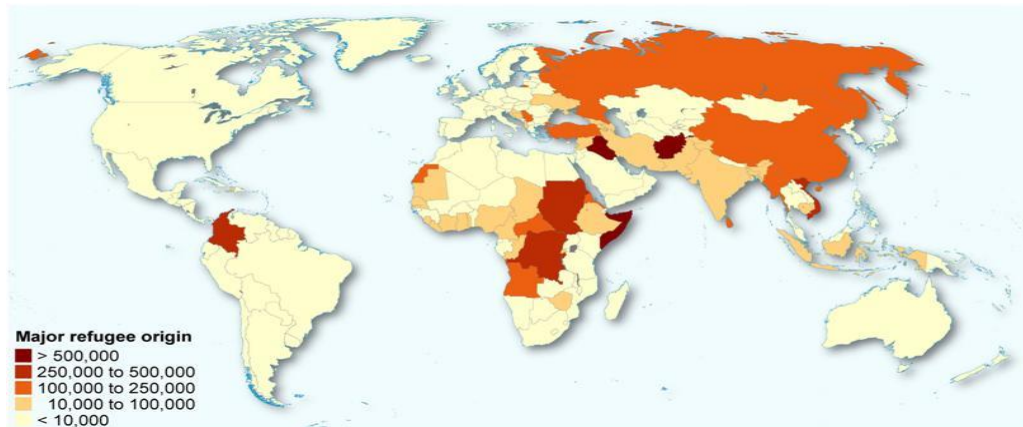 Major refugee origin
> 500,000
250,000 to 500,000
100,000 to 250,000
10,000 to 100,000
< 10,000